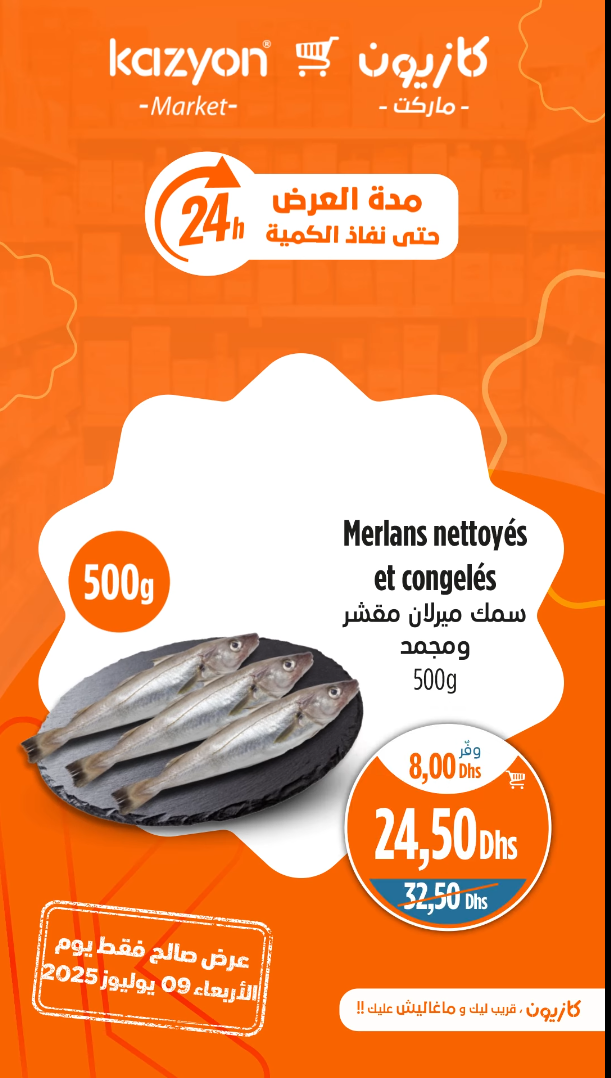 kazyon®
-Market-
كازيون
- ماركت -
24h
مدة العرض
حتى نفاذ الكمية
500g
Merlans nettoyés
et congelés
سمك ميرلان مقشر
ومجمد
500g
وفّر
8,00 Dhs
24,50 Dhs
32,50 Dhs
عرض صالح فقط يوم
الأربعاء 09 يوليوز 2025
كازيون ، قريب ليك و ماغاليش عليك !!